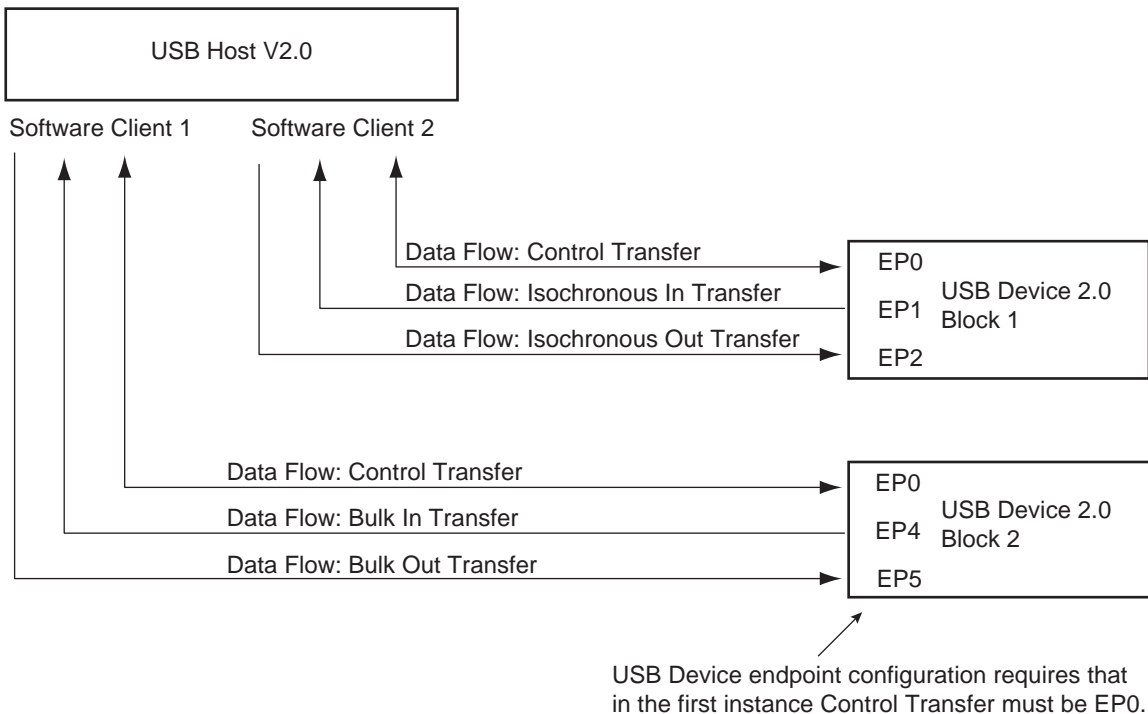 USB Host V2.0
Software Client 1
Software Client 2
Data Flow: Control Transfer
Data Flow: Isochronous In Transfer
Data Flow: Isochronous Out Transfer
EP0
EP1
EP2
USB Device 2.0
Block 1
Data Flow: Control Transfer
Data Flow: Bulk In Transfer
Data Flow: Bulk Out Transfer
EP0
EP4
EP5
USB Device 2.0
Block 2
USB Device endpoint configuration requires that
in the first instance Control Transfer must be EP0.